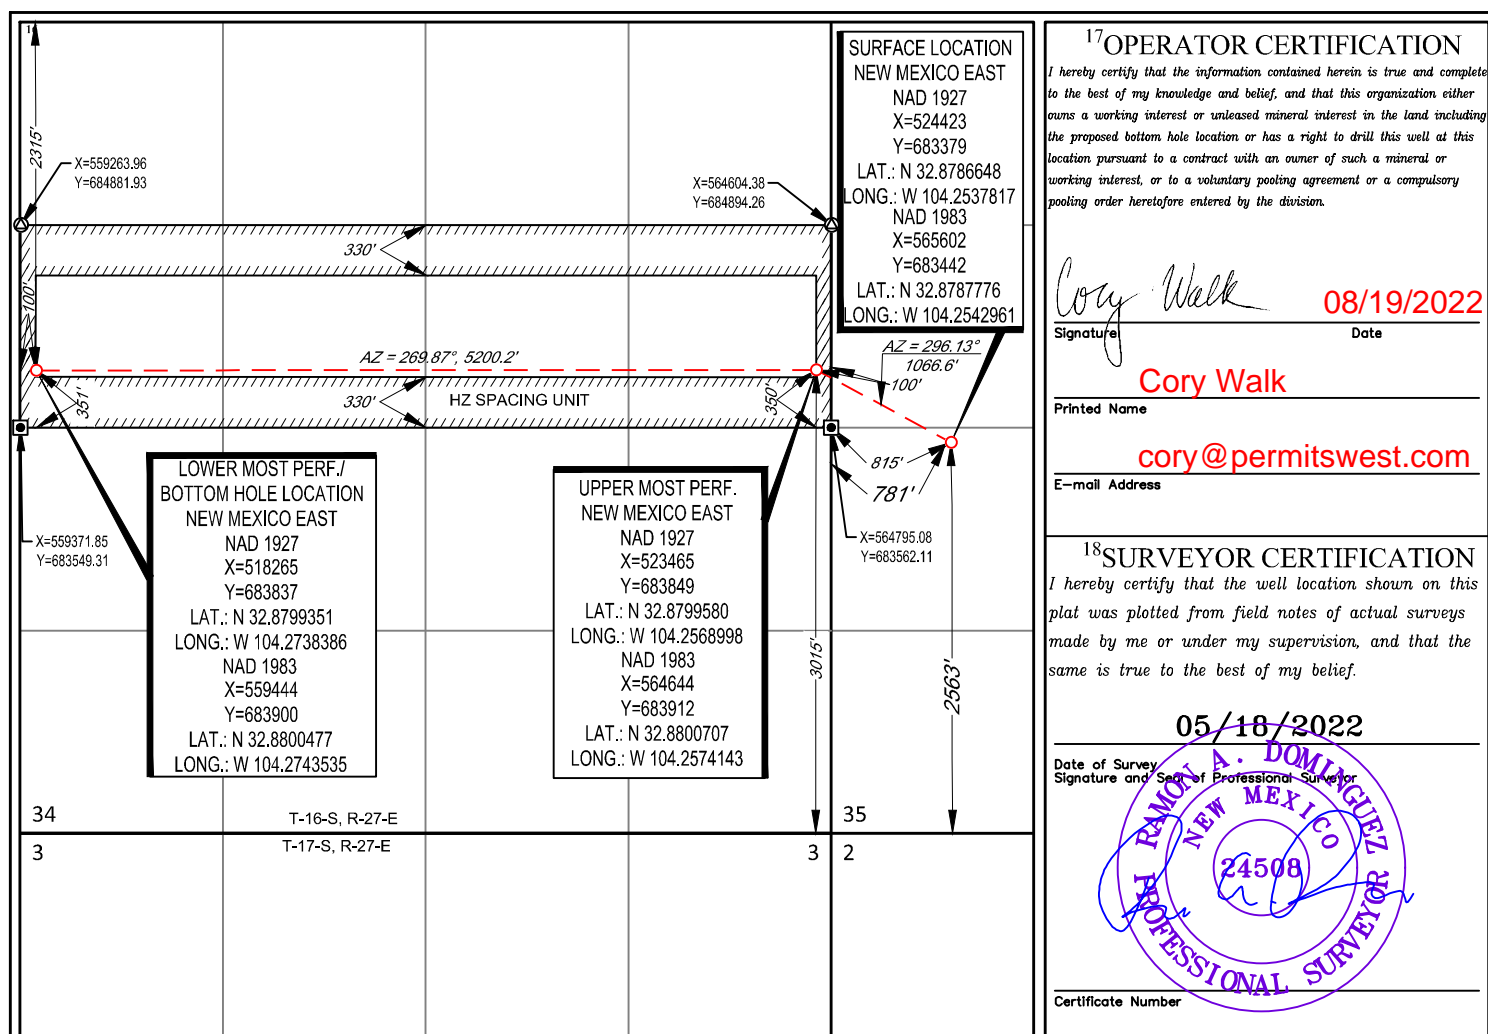 16
2315'
X=559263.96
Y=684881.93
X=564604.38
Y=684894.26
330'
100'
AZ = 269.87°, 5200.2'
351'
330'
HZ SPACING UNIT
350'
100'
AZ = 296.13°
1066.6'
815'
781'
X=559371.85
Y=683549.31
X=564795.08
Y=683562.11
3015'
2563'
SURFACE LOCATION
NEW MEXICO EAST
NAD 1927
X=524423
Y=683379
LAT.: N 32.8786648
LONG.: W 104.2537817
NAD 1983
X=565602
Y=683442
LAT.: N 32.8787776
LONG.: W 104.2542961
LOWER MOST PERF./
BOTTOM HOLE LOCATION
NEW MEXICO EAST
NAD 1927
X=518265
Y=683837
LAT.: N 32.8799351
LONG.: W 104.2738386
NAD 1983
X=559444
Y=683900
LAT.: N 32.8800477
LONG.: W 104.2743535
UPPER MOST PERF.
NEW MEXICO EAST
NAD 1927
X=523465
Y=683849
LAT.: N 32.8799580
LONG.: W 104.2568998
NAD 1983
X=564644
Y=683912
LAT.: N 32.8800707
LONG.: W 104.2574143
34
T-16-S, R-27-E
35
3
T-17-S, R-27-E
3
2
17OPERATOR CERTIFICATION
I hereby certify that the information contained herein is true and complete
to the best of my knowledge and belief, and that this organization either
owns a working interest or unleased mineral interest in the land including
the proposed bottom hole location or has a right to drill this well at this
location pursuant to a contract with an owner of such a mineral or
working interest, or to a voluntary pooling agreement or a compulsory
pooling order heretofore entered by the division.
Cory Walk
08/19/2022
Signature
Date
Cory Walk
Printed Name
cory@permitswest.com
E-mail Address
18SURVEYOR CERTIFICATION
I hereby certify that the well location shown on this
plat was plotted from field notes of actual surveys
made by me or under my supervision, and that the
same is true to the best of my belief.
05/18/2022
Date of Survey
Signature and Seal of Professional Surveyor
RAMON A. DOMINGUEZ
NEW MEXICO
24508
PROFESSIONAL SURVEYOR
Certificate Number